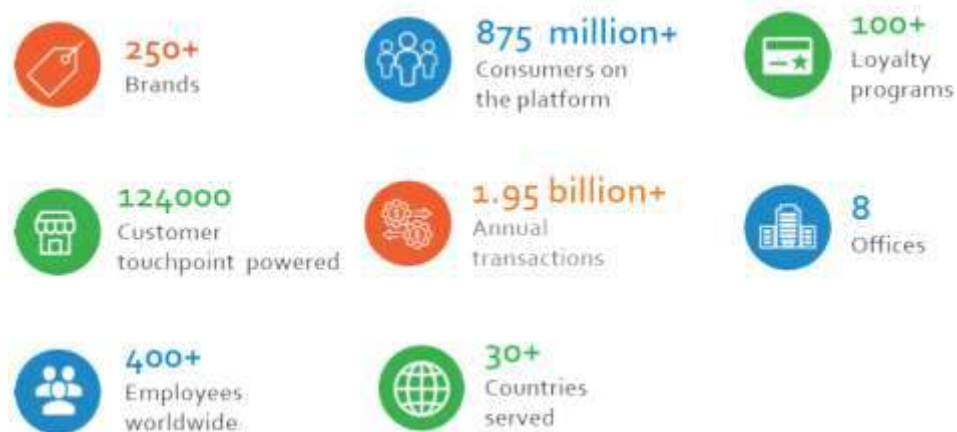 250+
Brands
875 million+
Consumers on
the platform
100+
Loyalty
programs
124000
Customer
touchpoint powered
1.95 billion+
Annual
transactions
8
Offices
400+
Employees
worldwide
30+
Countries
served